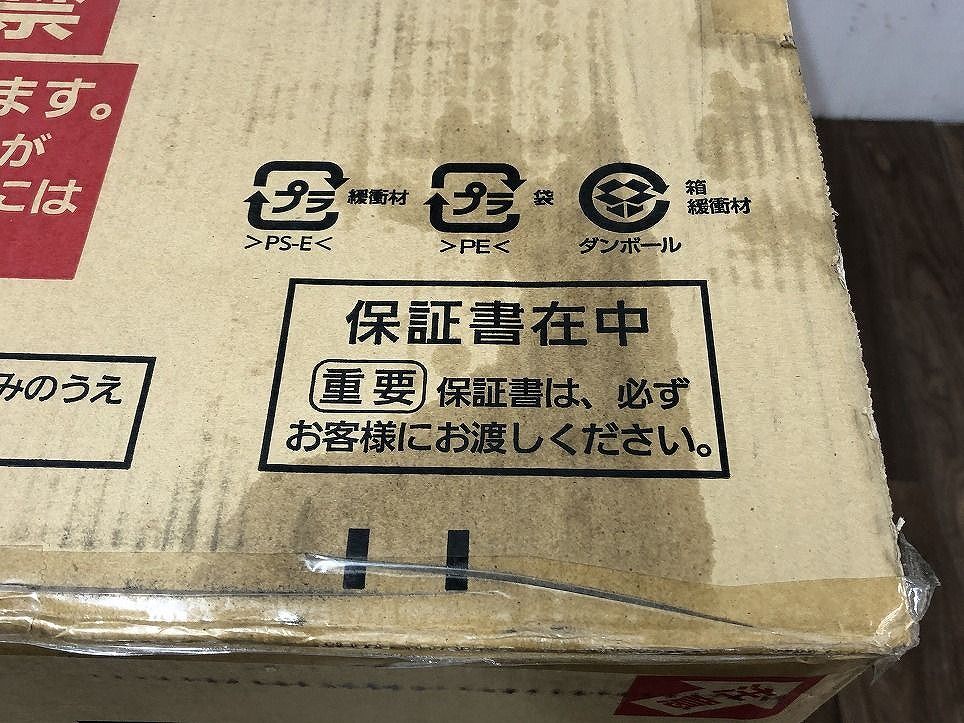 禁
ます。
が
には
プラ 緩衝材
>PS-E<
プラ 袋
>PE<
箱
緩衝材
ダンボール
みのうえ
保証書在中
重要 保証書は、必ず
お客様にお渡しください。